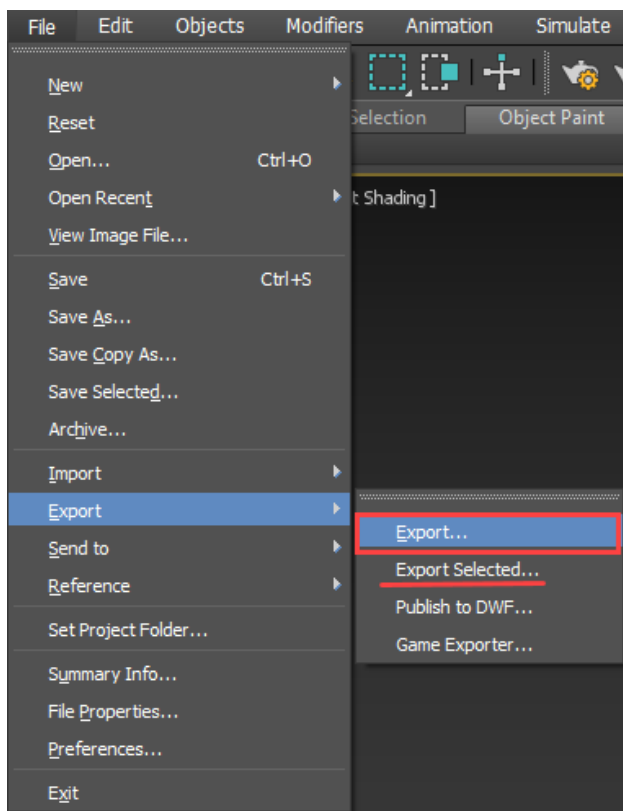 File Edit Objects Modifiers Animation Simulate
New
Reset
Selection Object Paint
Open... Ctrl+O
Open Recent
t Shading ]
View Image File...
Save Ctrl+S
Save As...
Save Copy As...
Save Selected...
Archive...
Import
Export
Export...
Send to
Export Selected...
Reference
Publish to DWF...
Set Project Folder...
Game Exporter...
Summary Info...
File Properties...
Preferences...
Exit